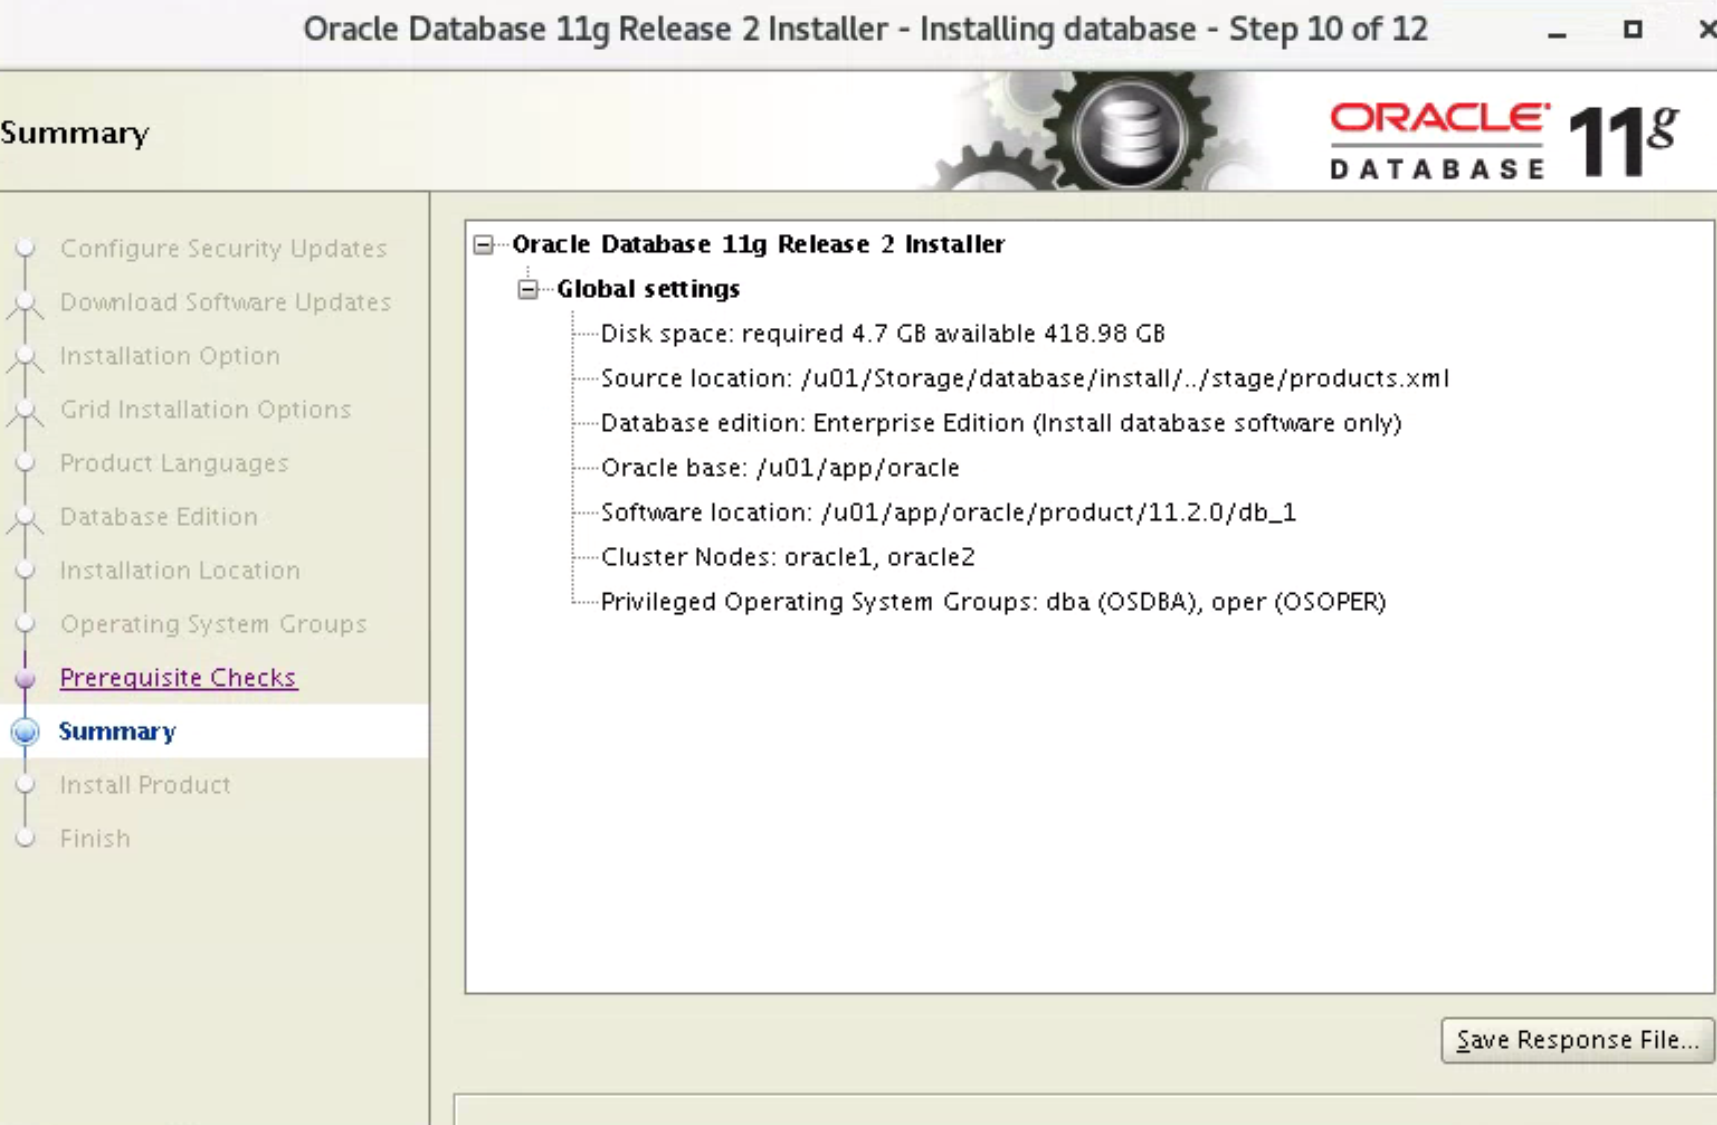 Oracle Database 11g Release 2 Installer - Installing database - Step 10 of 12
Summary
ORACLE
DATABASE
11g
Configure Security Updates
Download Software Updates
Installation Option
Grid Installation Options
Product Languages
Database Edition
Installation Location
Operating System Groups
Prerequisite Checks
Summary
Install Product
Finish
Oracle Database 11g Release 2 Installer
Global settings
Disk space: required 4.7 GB available 418.98 GB
Source location: /u01/Storage/database/install/../stage/products.xml
Database edition: Enterprise Edition (Install database software only)
Oracle base: /u01/app/oracle
Software location: /u01/app/oracle/product/11.2.0/db_1
Cluster Nodes: oracle1, oracle2
Privileged Operating System Groups: dba (OSDBA), oper (OSOPER)
Save Response File...